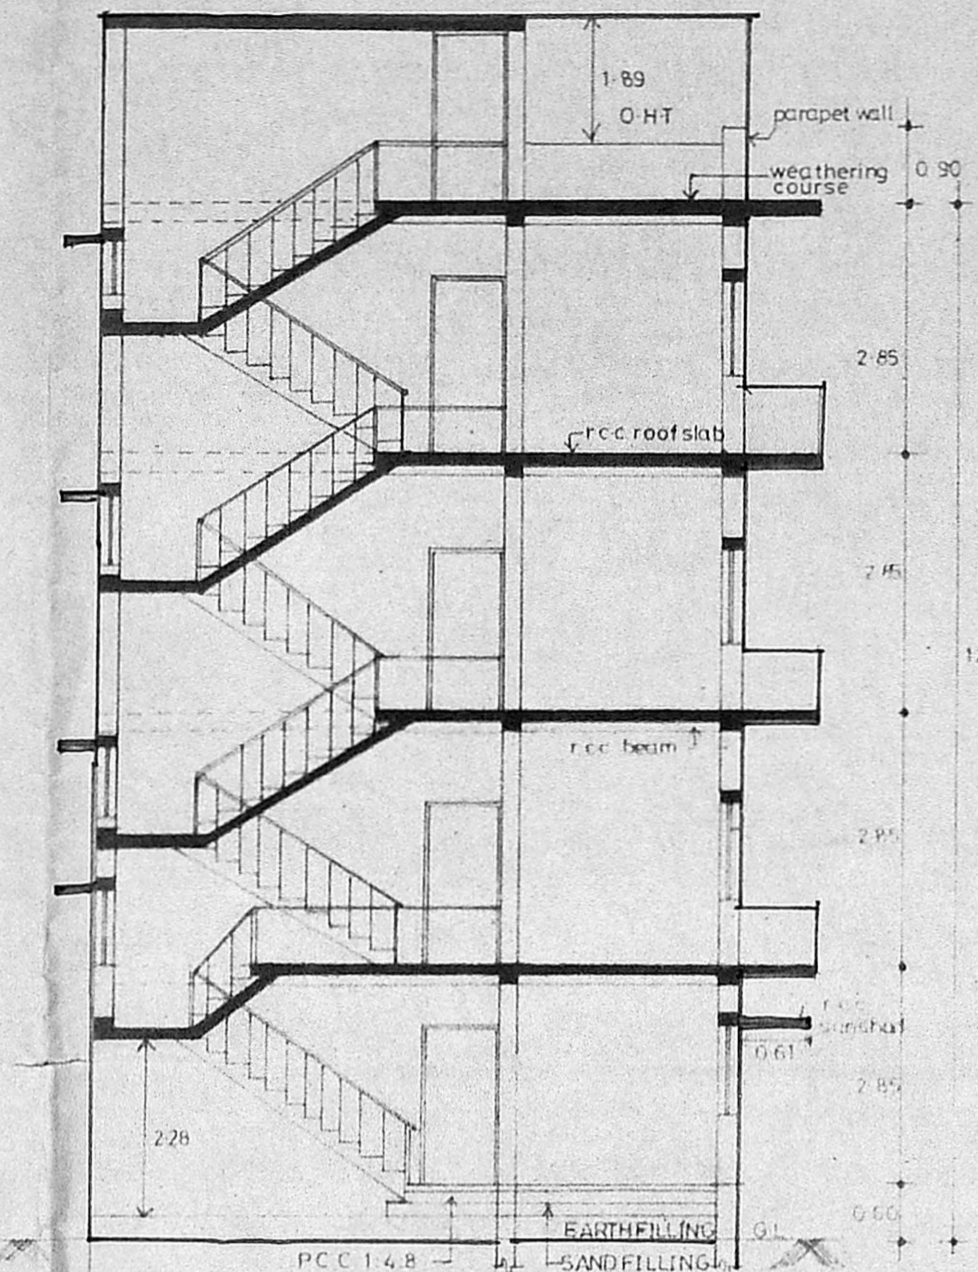 1·89
O·H·T
parapet wall
0.90
weathering
course
2·85
r·c·c roof slab
2·85
r.c.c beam
2·85
r.c.c
sunshad
0.61
2·85
2·28
0.60
EARTHFILLING
G.L
P C C 1:4:8
SANDFILLING